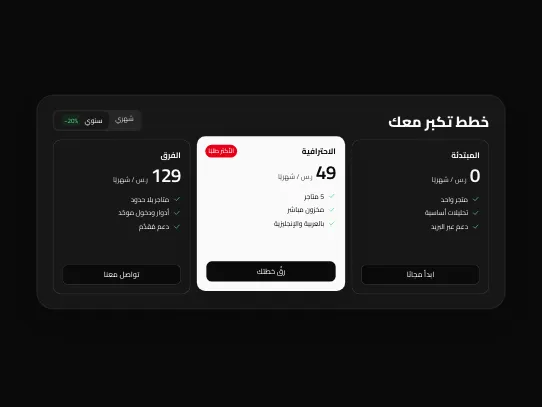 خطط تكبر معك
شهري
سنوي
−20%
المبتدئة
0 ر.س / شهريًا
متجر واحد
تحليلات أساسية
دعم عبر البريد
ابدأ مجانًا
الاحترافية
الأكثر طلبًا
49 ر.س / شهريًا
5 متاجر
مخزون مباشر
بالعربية والإنجليزية
رقِّ خطتك
الفرق
129 ر.س / شهريًا
متاجر بلا حدود
أدوار ودخول موحّد
دعم مُقدَّم
تواصل معنا